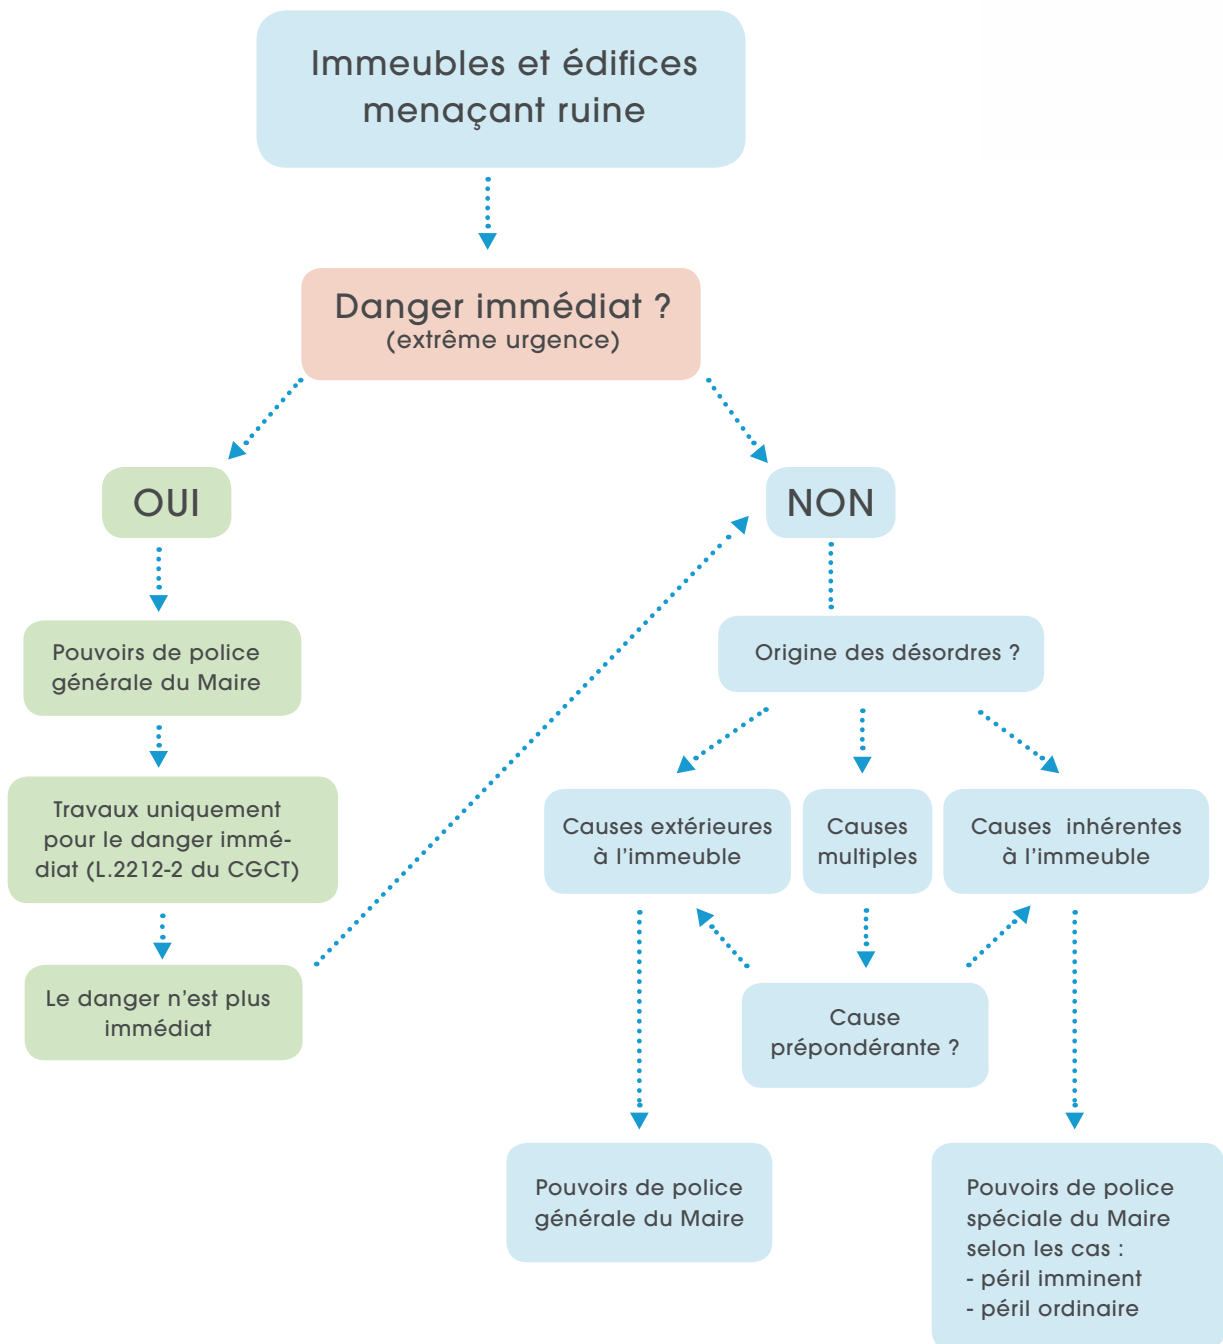 Immeubles et édifices
menaçant ruine
Danger immédiat ?
(extrême urgence)
OUI
NON
Pouvoirs de police
générale du Maire
Origine des désordres ?
Travaux uniquement
pour le danger immé-
diat (L.2212-2 du CGCT)
Causes extérieures
à l’immeuble
Causes
multiples
Causes inhérentes
à l’immeuble
Le danger n’est plus
immédiat
Cause
prépondérante ?
Pouvoirs de police
générale du Maire
Pouvoirs de police
spéciale du Maire
selon les cas :
- péril imminent
- péril ordinaire